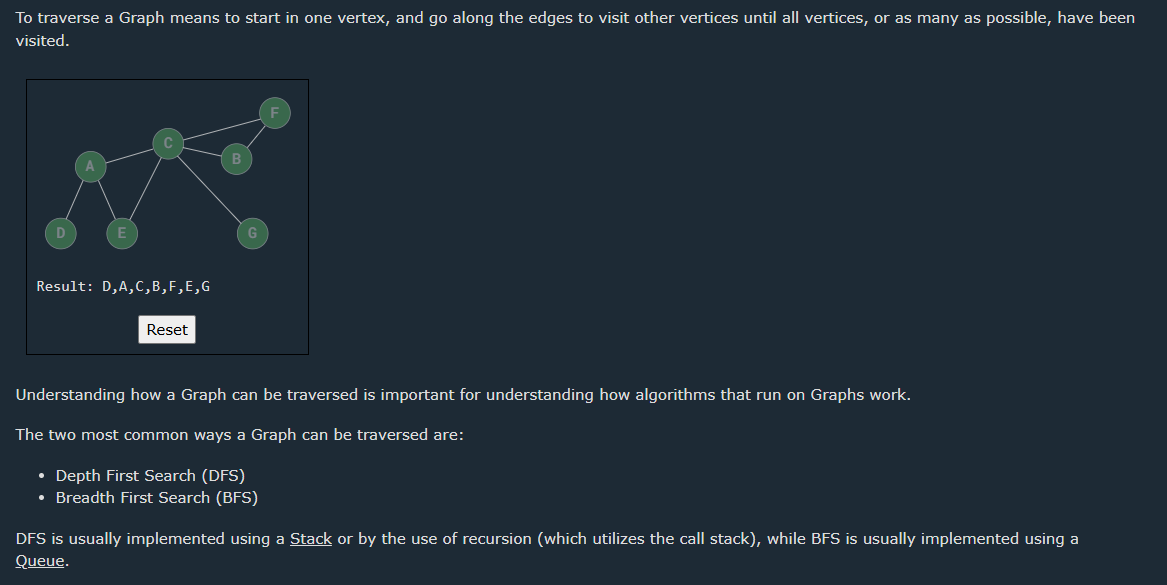 To traverse a Graph means to start in one vertex, and go along the edges to visit other vertices until all vertices, or as many as possible, have been
visited.
F
C
B
A
D
E
G
Result: D,A,C,B,F,E,G
Reset
Understanding how a Graph can be traversed is important for understanding how algorithms that run on Graphs work.
The two most common ways a Graph can be traversed are:
• Depth First Search (DFS)
• Breadth First Search (BFS)
DFS is usually implemented using a Stack or by the use of recursion (which utilizes the call stack), while BFS is usually implemented using a
Queue.